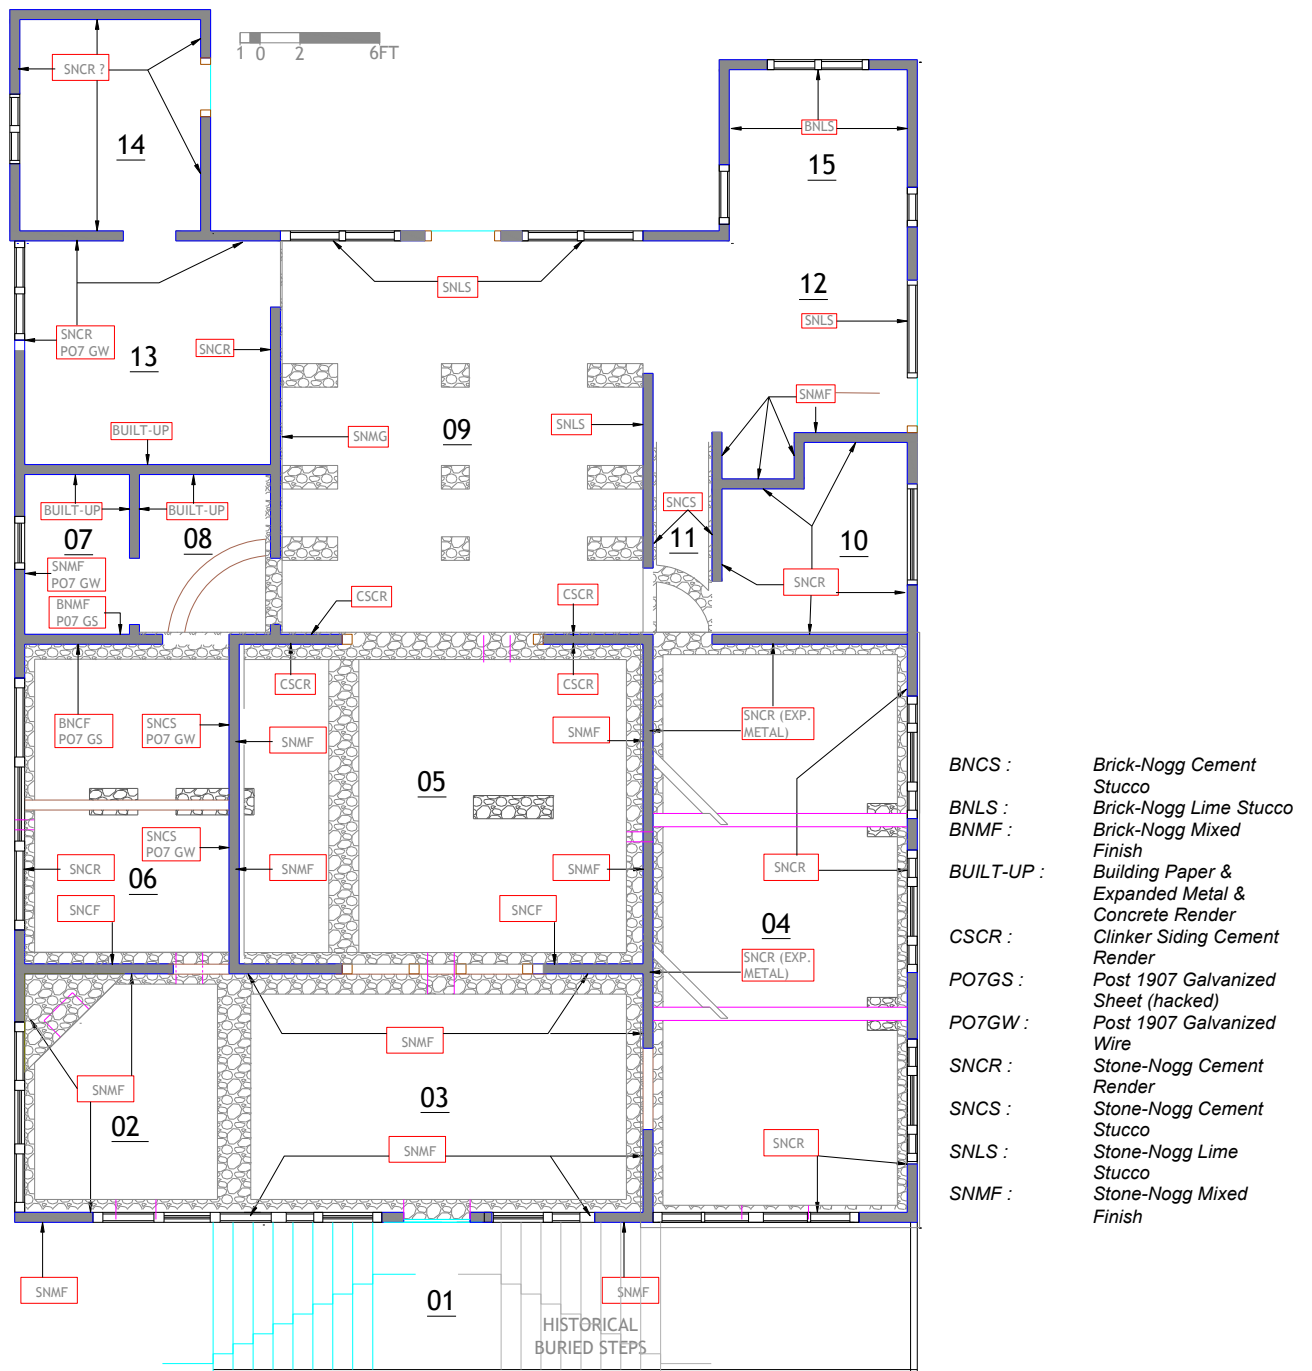 1 0 2 6FT
SNCR ?
14
BNLS
15
SNLS
12
SNLS
SNCR
PO7 GW
13
SNCR
SNMF
BUILT-UP
SNMG
09
SNLS
BUILT-UP
BUILT-UP
07
08
SNCS
11
10
SNMF
PO7 GW
SNCR
BNMF
P07 GS
CSCR
CSCR
CSCR
CSCR
BNCF
PO7 GS
SNCS
PO7 GW
SNMF
SNMF
SNCR (EXP.
METAL)
05
SNCS
PO7 GW
SNCR
06
SNMF
SNMF
SNCR
SNCF
SNCF
04
SNCR (EXP.
METAL)
SNMF
SNMF
03
02
SNMF
SNCR
SNMF
01
SNMF
HISTORICAL
BURIED STEPS
BNCS : Brick-Nogg Cement
Stucco
BNLS : Brick-Nogg Lime Stucco
BNMF : Brick-Nogg Mixed
Finish
BUILT-UP : Building Paper &
Expanded Metal &
Concrete Render
CSCR : Clinker Siding Cement
Render
PO7GS : Post 1907 Galvanized
Sheet (hacked)
PO7GW : Post 1907 Galvanized
Wire
SNCR : Stone-Nogg Cement
Render
SNCS : Stone-Nogg Cement
Stucco
SNLS : Stone-Nogg Lime
Stucco
SNMF : Stone-Nogg Mixed
Finish